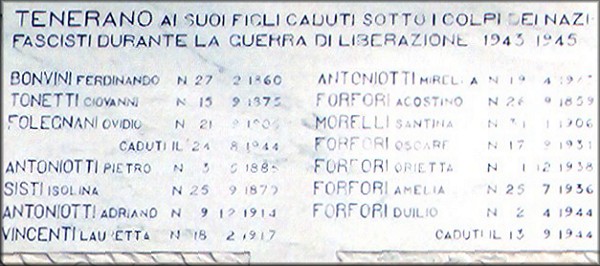 TENERANO AI SUOI FIGLI CADUTI SOTTO I COLPI DEI NAZI-
FASCISTI DURANTE LA GUERRA DI LIBERAZIONE 1943 1945
BONVINI FERDINANDO N 27 2 1860
TONETTI GIOVANNI N 15 9 1875
FOLEGNANI OVIDIO N 21
CADUTI IL 24 8 1944
ANTONIOTTI PIETRO N 3
SISTI ISOLINA N 25 9 1877
ANTONIOTTI ADRIANO N 9 12 1914
VINCENTI LAURETTA N 18 2 1917
ANTONIOTTI MIRELLA N 19 4
FORFORI AGOSTINO N 26 9 1859
MORELLI SANTINA N 1 1906
FORFORI OSCARE N 17 9 1931
FORFORI ORIETTA N 1 12 1938
FORFORI AMELIA N 25 7 1936
FORFORI DUILIO N 2 4 1944
CADUTI IL 13 9 1944